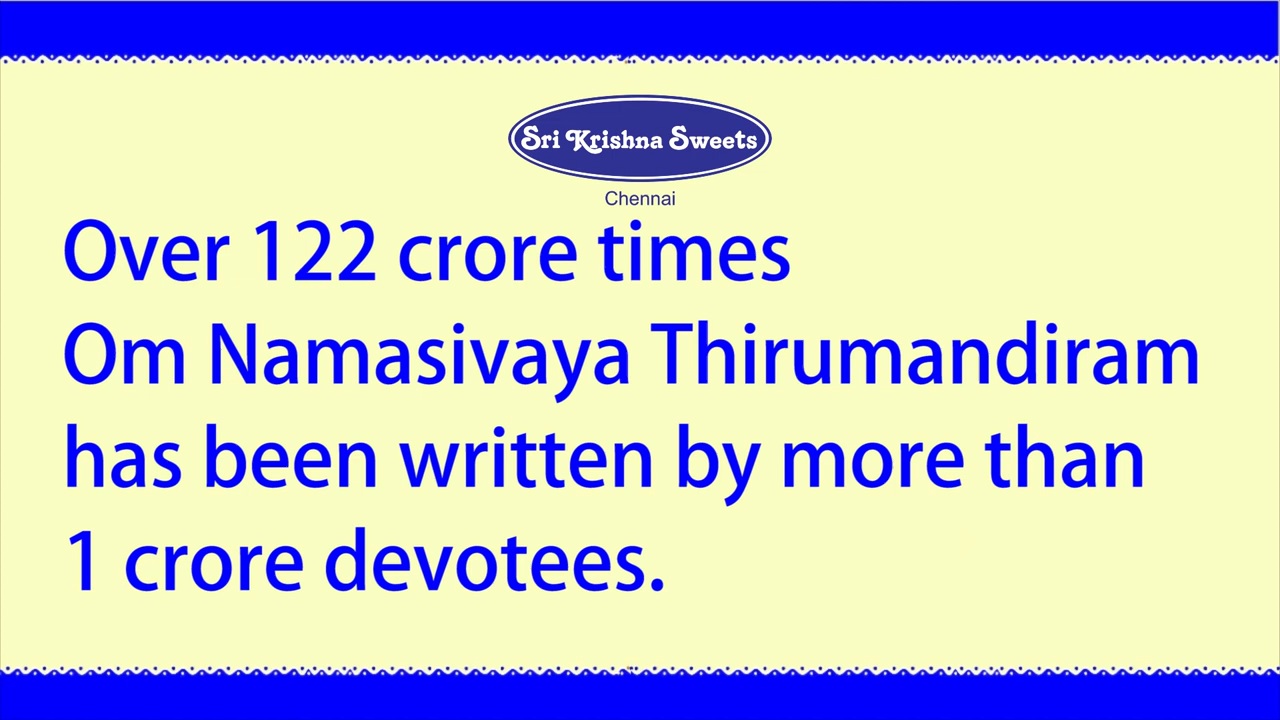 Sri Krishna Sweets
Chennai
Over 122 crore times
Om Namasivaya Thirumandiram
has been written by more than
1 crore devotees.